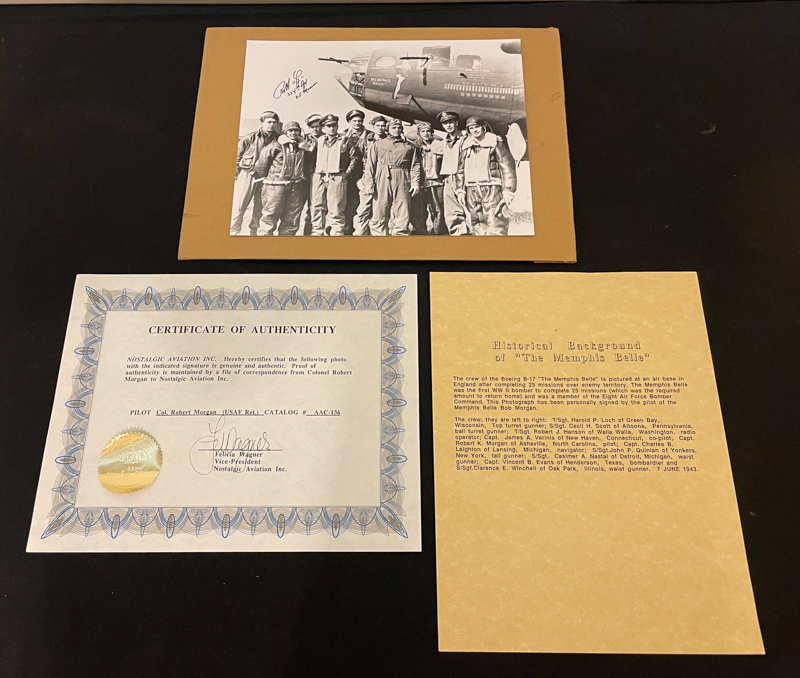 MEMPHIS
BELLE
CERTIFICATE OF AUTHENTICITY
NOSTALGIC AVIATION INC. Hereby certifies that the following photo
with the indicated signature is genuine and authentic. Proof of
authenticity is maintained by a file of correspondence from Colonel Robert
Morgan to Nostalgic Aviation Inc.
PILOT Col. Robert Morgan (USAF Ret.) CATALOG # AAC-136
Felicia Wagner
Vice-President
Nostalgic Aviation Inc.
Historical Background
of "The Memphis Belle"
The crew of the Boeing B-17 "The Memphis Belle" is pictured at an air base in
England after completing 25 missions over enemy territory. The Memphis Belle
was the first WW II bomber to complete 25 missions (which was the required
amount to return home) and was a member of the Eight Air Force Bomber
Command. This Photograph has been personally signed by the pilot of the
Memphis Belle Bob Morgan.
The crew; they are left to right: T/Sgt. Harold P. Loch of Green Bay,
Wisconsin, Top turret gunner; S/Sgt. Cecil H. Scott of Altoona, Pennsylvania,
ball turret gunner; T/Sgt. Robert J. Hanson of Walla Walla, Washington, radio
operator; Capt. James A. Verinis of New Haven, Connecticut, co-pilot; Capt.
Robert K. Morgan of Asheville, North Carolina, pilot; Capt. Charles B.
Leighton of Lansing, Michigan, navigator; S/Sgt.John P. Quinlan of Yonkers,
New York, tail gunner; S/Sgt. Casimer A. Nastal of Detroit, Michigan, waist
gunner; Capt. Vincent B. Evans of Henderson, Texas, bombardier and
S/Sgt.Clarence E. Winchell of Oak Park, Illinois, waist gunner. 7 JUNE 1943.